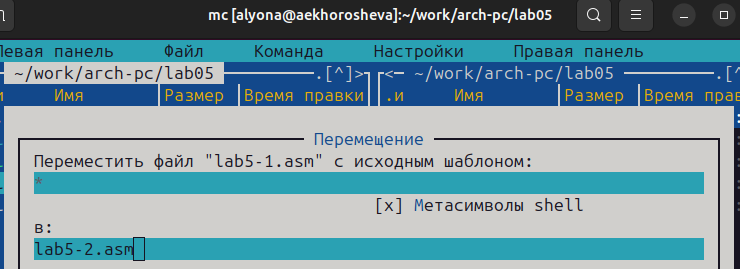 mc [alyona@aekhorosheva]:~/work/arch-pc/lab05
Левая панель Файл Команда Настройки Правая панель
~/work/arch-pc/lab05 .[^]> <─ ~/work/arch-pc/lab05 .[^
и Имя Размер Время правки .и Имя Размер Время прав
Перемещение
Переместить файл "lab5-1.asm" с исходным шаблоном:
*
[x] Метасимволы shell
в:
lab5-2.asm